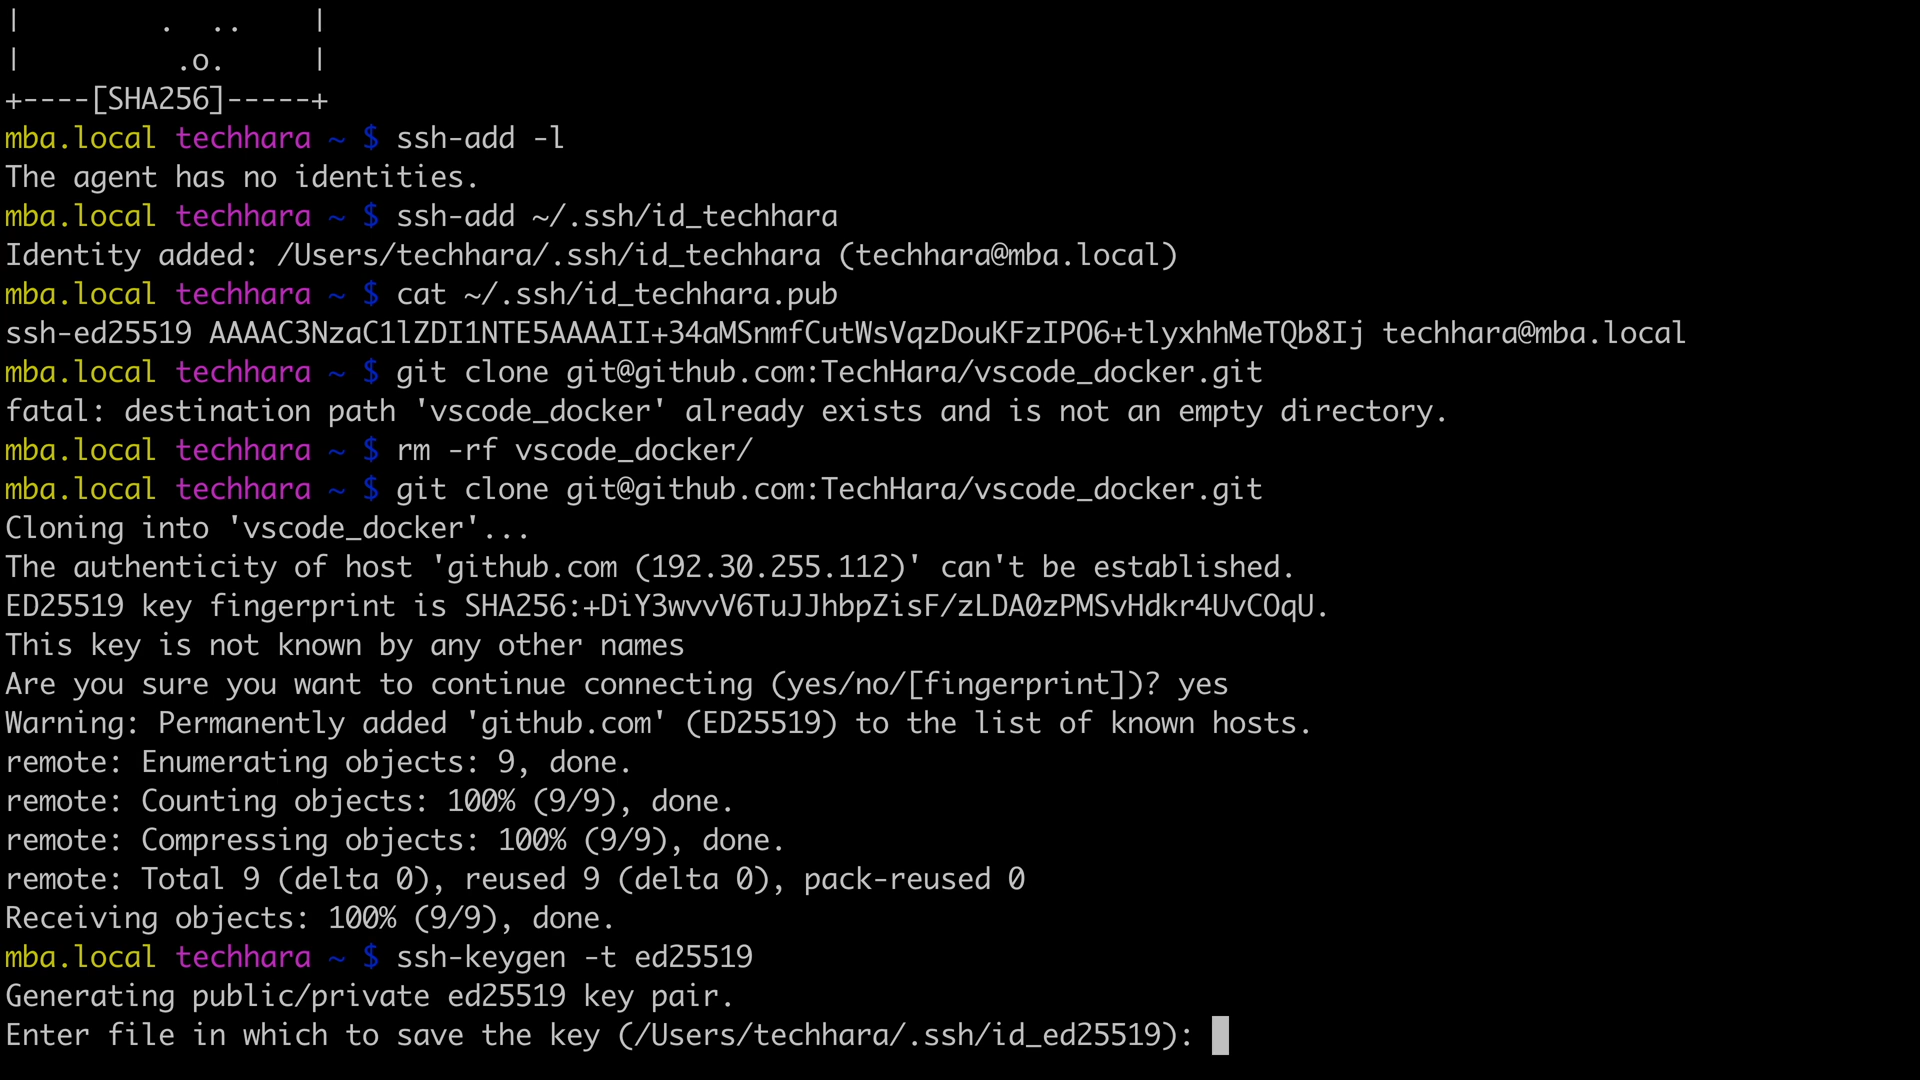 |        .  ..    |
|         .o.     |
+----[SHA256]-----+
mba.local techhara ~ $ ssh-add -l
The agent has no identities.
mba.local techhara ~ $ ssh-add ~/.ssh/id_techhara
Identity added: /Users/techhara/.ssh/id_techhara (techhara@mba.local)
mba.local techhara ~ $ cat ~/.ssh/id_techhara.pub
ssh-ed25519 AAAAC3NzaC1lZDI1NTE5AAAAII+34aMSnmfCutWsVqzDouKFzIPO6+tlyxhhMeTQb8Ij techhara@mba.local
mba.local techhara ~ $ git clone git@github.com:TechHara/vscode_docker.git
fatal: destination path 'vscode_docker' already exists and is not an empty directory.
mba.local techhara ~ $ rm -rf vscode_docker/
mba.local techhara ~ $ git clone git@github.com:TechHara/vscode_docker.git
Cloning into 'vscode_docker'...
The authenticity of host 'github.com (192.30.255.112)' can't be established.
ED25519 key fingerprint is SHA256:+DiY3wvvV6TuJJhbpZisF/zLDA0zPMSvHdkr4UvCOqU.
This key is not known by any other names
Are you sure you want to continue connecting (yes/no/[fingerprint])? yes
Warning: Permanently added 'github.com' (ED25519) to the list of known hosts.
remote: Enumerating objects: 9, done.
remote: Counting objects: 100% (9/9), done.
remote: Compressing objects: 100% (9/9), done.
remote: Total 9 (delta 0), reused 9 (delta 0), pack-reused 0
Receiving objects: 100% (9/9), done.
mba.local techhara ~ $ ssh-keygen -t ed25519
Generating public/private ed25519 key pair.
Enter file in which to save the key (/Users/techhara/.ssh/id_ed25519):